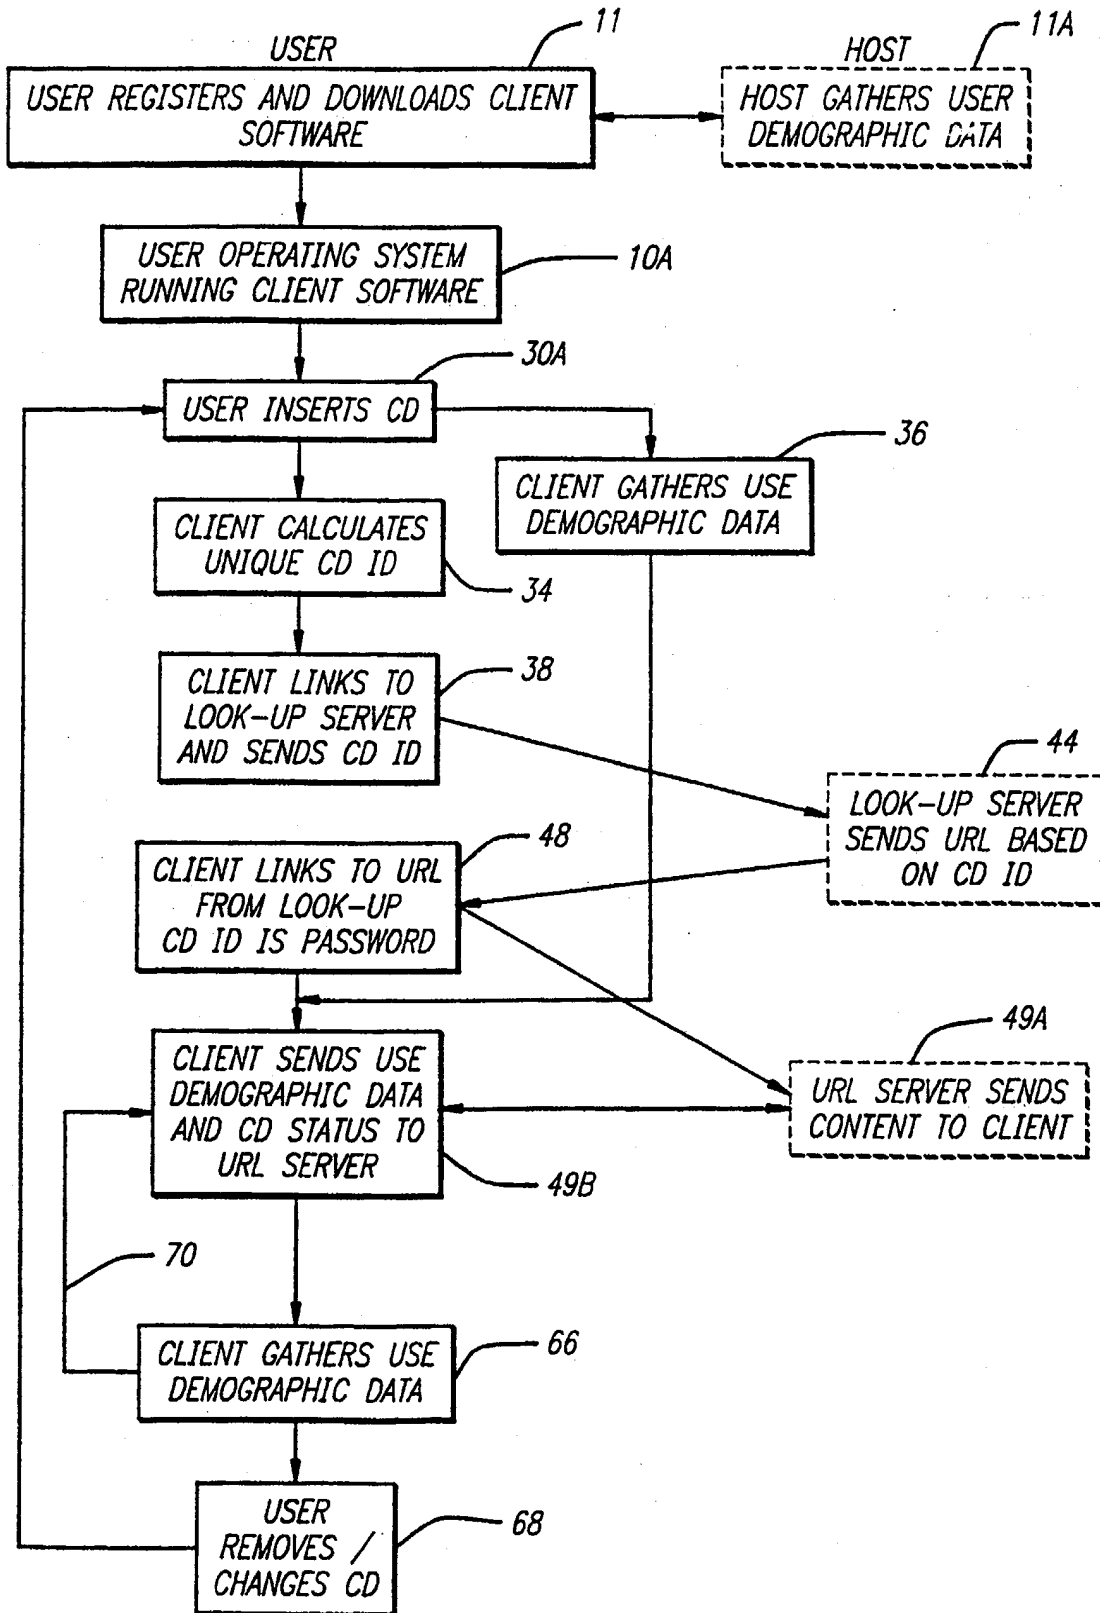 11
11A
USER
HOST
USER REGISTERS AND DOWNLOADS CLIENT
SOFTWARE
HOST GATHERS USER
DEMOGRAPHIC DATA
USER OPERATING SYSTEM
RUNNING CLIENT SOFTWARE
10A
30A
USER INSERTS CD
36
CLIENT GATHERS USE
DEMOGRAPHIC DATA
CLIENT CALCULATES
UNIQUE CD ID
34
38
CLIENT LINKS TO
LOOK-UP SERVER
AND SENDS CD ID
44
LOOK-UP SERVER
SENDS URL BASED
ON CD ID
48
CLIENT LINKS TO URL
FROM LOOK-UP
CD ID IS PASSWORD
49A
CLIENT SENDS USE
DEMOGRAPHIC DATA
AND CD STATUS TO
URL SERVER
URL SERVER SENDS
CONTENT TO CLIENT
49B
70
66
CLIENT GATHERS USE
DEMOGRAPHIC DATA
68
USER
REMOVES /
CHANGES CD